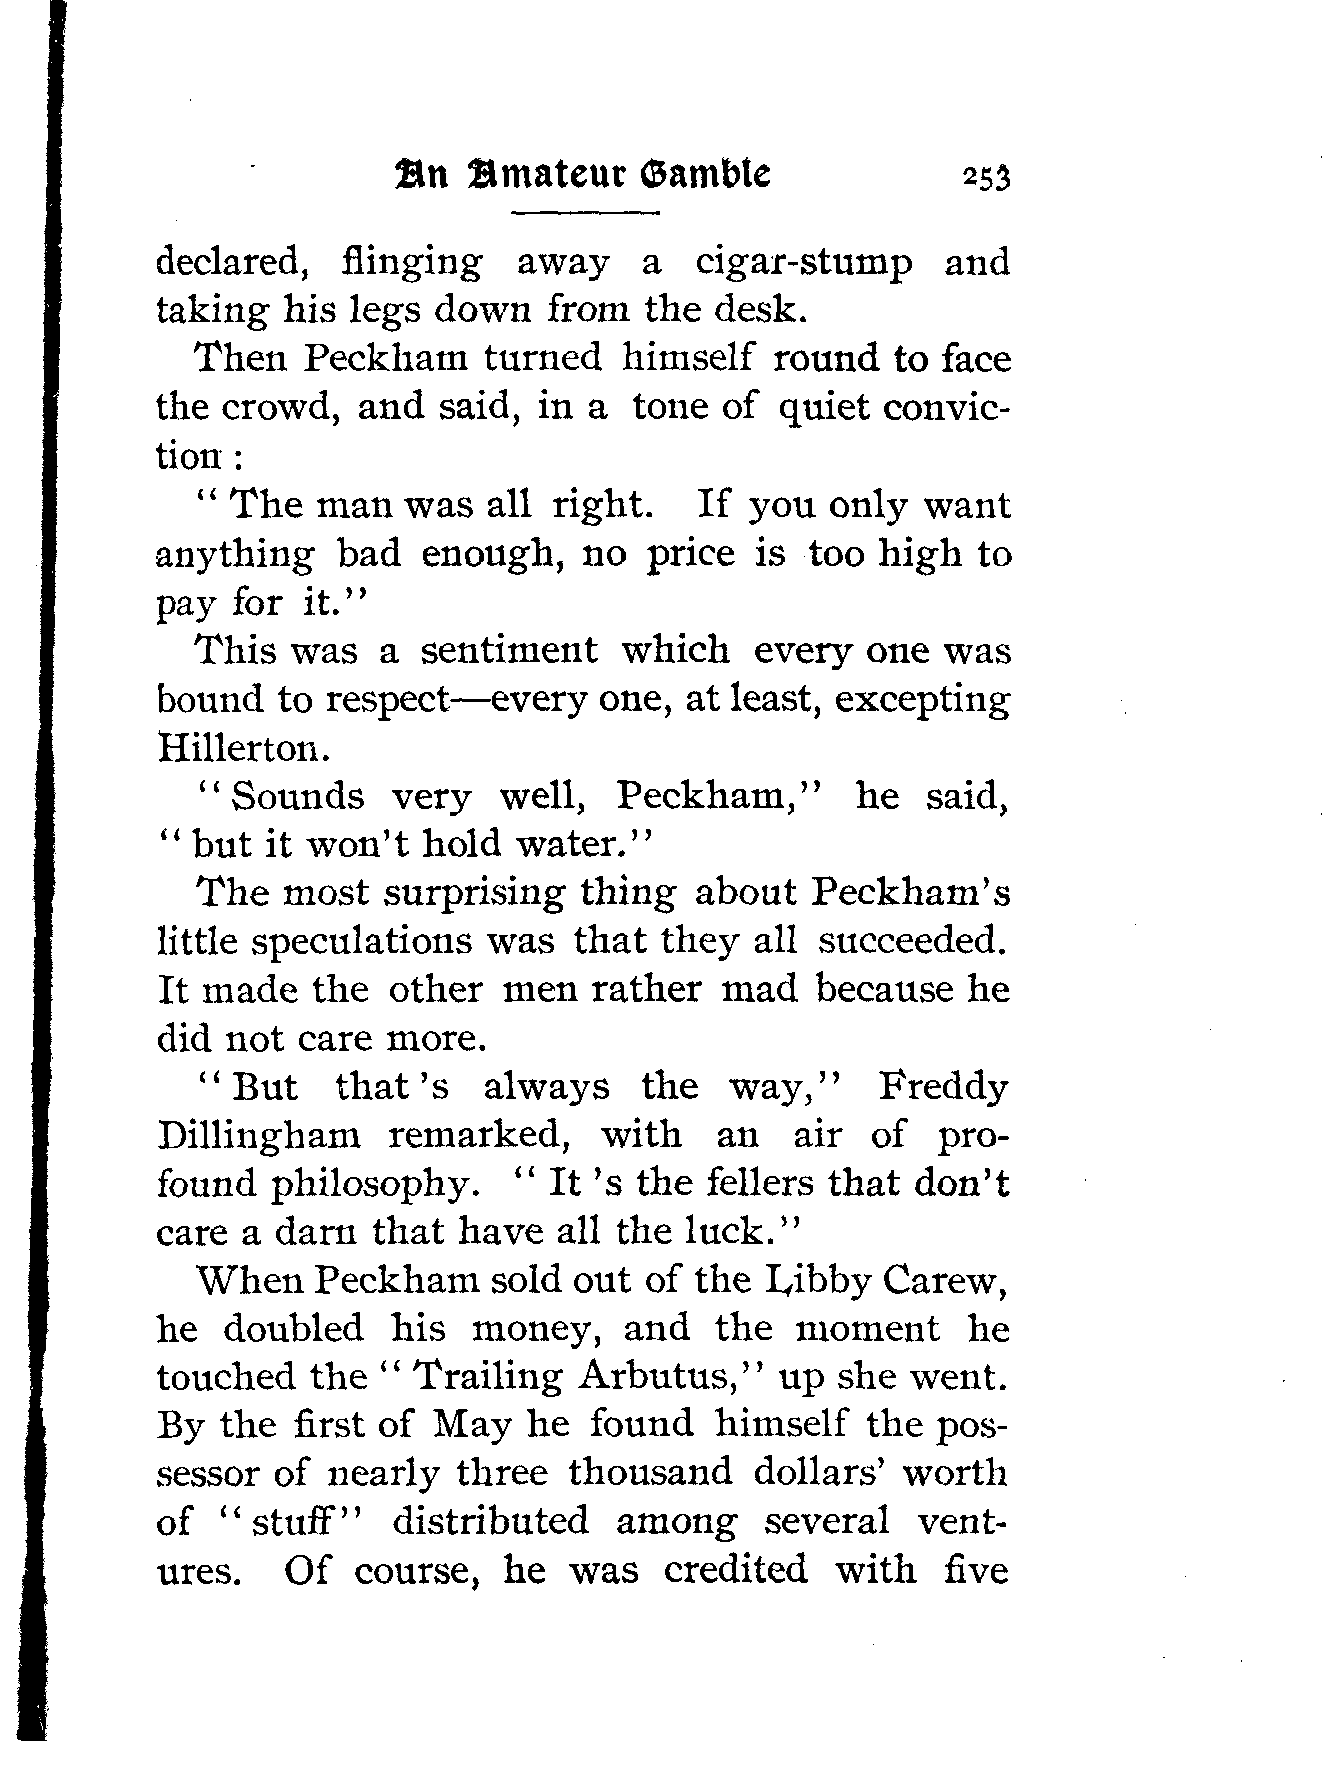 An Amateur Gamble 253
declared, flinging away a cigar-stump and
taking his legs down from the desk.
Then Peckham turned himself round to face
the crowd, and said, in a tone of quiet convic-
tion :
“ The man was all right. If you only want
anything bad enough, no price is too high to
pay for it.”
This was a sentiment which every one was
bound to respect—every one, at least, excepting
Hillerton.
“ Sounds very well, Peckham,” he said,
“ but it won’t hold water.”
The most surprising thing about Peckham’s
little speculations was that they all succeeded.
It made the other men rather mad because he
did not care more.
“ But that ’s always the way,” Freddy
Dillingham remarked, with an air of pro-
found philosophy. “ It ’s the fellers that don’t
care a darn that have all the luck.”
When Peckham sold out of the Libby Carew,
he doubled his money, and the moment he
touched the “ Trailing Arbutus,” up she went.
By the first of May he found himself the pos-
sessor of nearly three thousand dollars’ worth
of “ stuff” distributed among several vent-
ures. Of course, he was credited with five